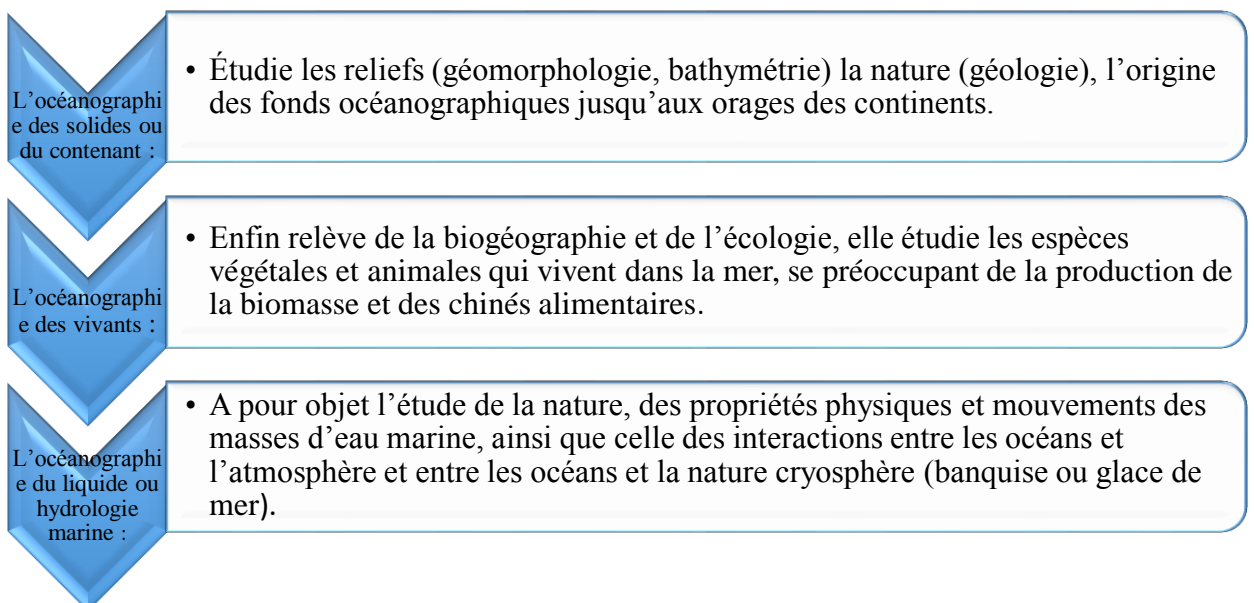 L’océanographi
e des solides ou
du contenant :
• Étudie les reliefs (géomorphologie, bathymétrie) la nature (géologie), l’origine
des fonds océanographiques jusqu’aux orages des continents.
L’océanographi
e des vivants :
• Enfin relève de la biogéographie et de l’écologie, elle étudie les espèces
végétales et animales qui vivent dans la mer, se préoccupant de la production de
la biomasse et des chinés alimentaires.
L’océanographi
e du liquide ou
hydrologie
marine :
• A pour objet l’étude de la nature, des propriétés physiques et mouvements des
masses d’eau marine, ainsi que celle des interactions entre les océans et
l’atmosphère et entre les océans et la nature cryosphère (banquise ou glace de
mer).